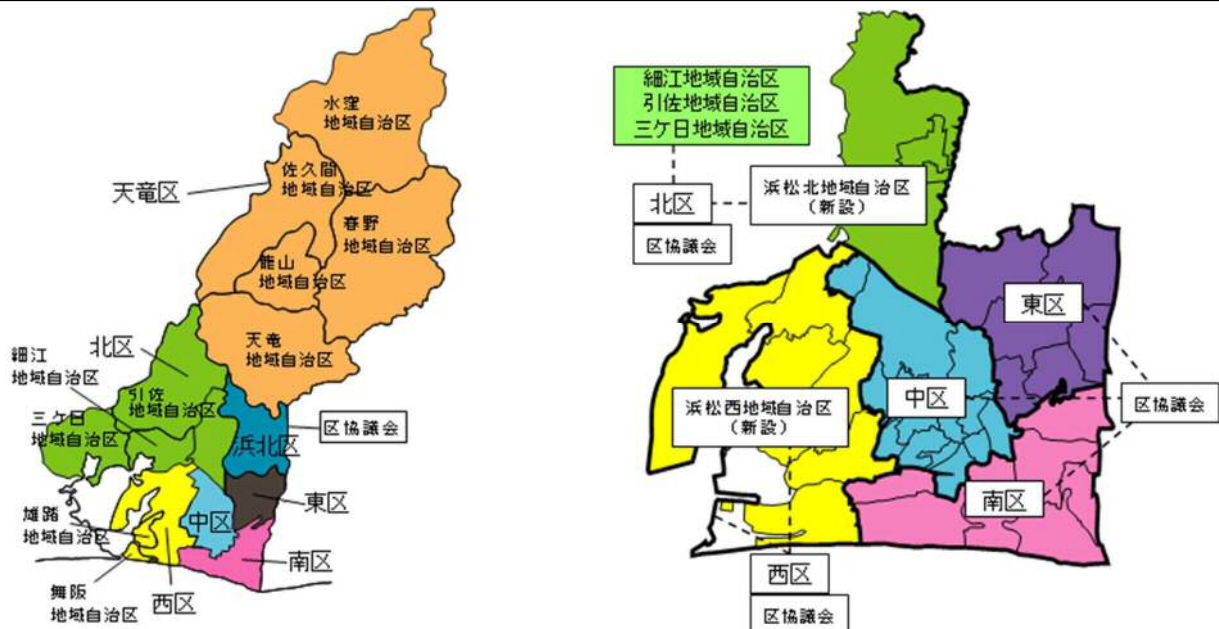 水窪
地域自治区
佐久間
地域自治区
天竜区
春野
地域自治区
龍山
地域自治区
天竜
地域自治区
北区
細江
地域自治区
引佐
地域自治区
三ケ日
地域自治区
区協議会
浜北区
東区
中区
雄踏
地域自治区
南区
舞阪
地域自治区
西区
細江地域自治区
引佐地域自治区
三ケ日地域自治区
北区
区協議会
浜松北地域自治区
（新設）
東区
浜松西地域自治区
（新設）
中区
区協議会
南区
西区
区協議会